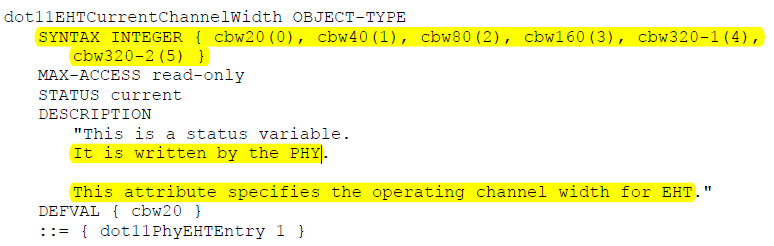 dot11EHTCurrentChannelWidth OBJECT-TYPE
SYNTAX INTEGER { cbw20(0), cbw40(1), cbw80(2), cbw160(3), cbw320-1(4),
cbw320-2(5) }
MAX-ACCESS read-only
STATUS current
DESCRIPTION
"This is a status variable.
It is written by the PHY.
This attribute specifies the operating channel width for EHT."
DEFVAL { cbw20 }
::= { dot11PhyEHTEntry 1 }